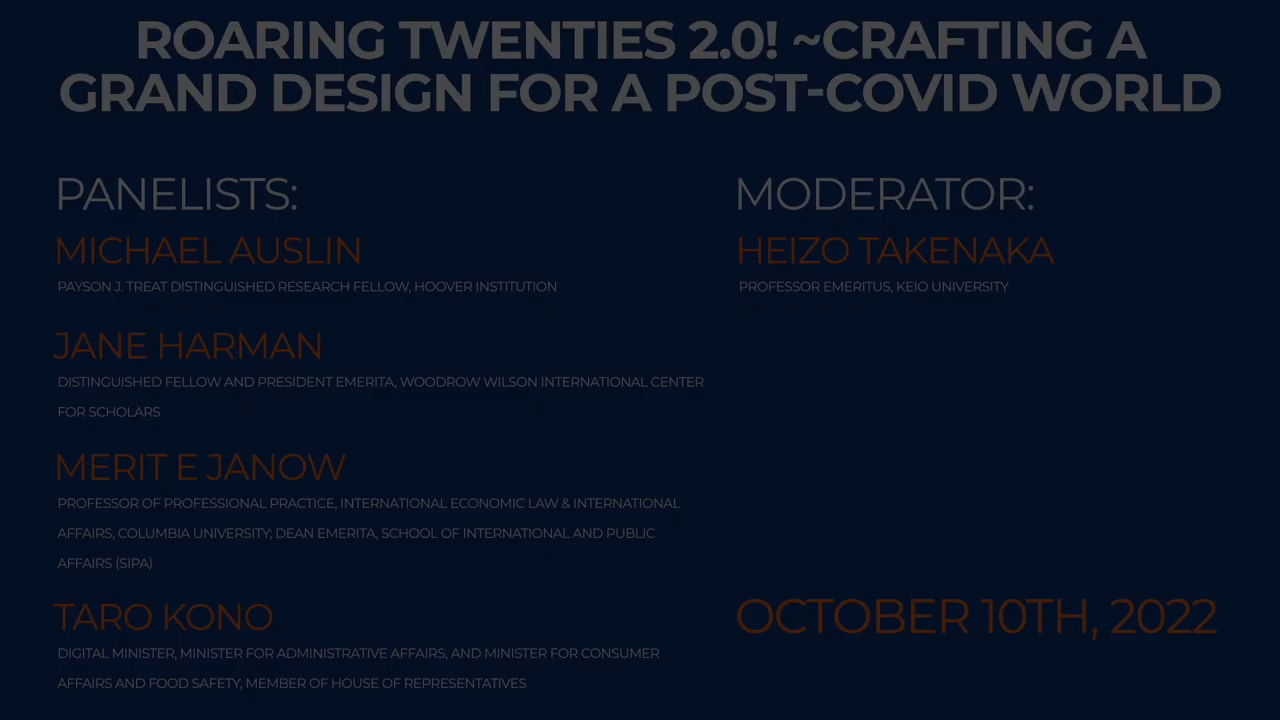 ROARING TWENTIES 2.0! ~CRAFTING A
GRAND DESIGN FOR A POST-COVID WORLD
PANELISTS:
MICHAEL AUSLIN
PAYSON J. TREAT DISTINGUISHED RESEARCH FELLOW, HOOVER INSTITUTION
JANE HARMAN
DISTINGUISHED FELLOW AND PRESIDENT EMERITA, WOODROW WILSON INTERNATIONAL CENTER
FOR SCHOLARS
MERIT E JANOW
PROFESSOR OF PROFESSIONAL PRACTICE, INTERNATIONAL ECONOMIC LAW & INTERNATIONAL
AFFAIRS, COLUMBIA UNIVERSITY; DEAN EMERITA, SCHOOL OF INTERNATIONAL AND PUBLIC
AFFAIRS (SIPA)
TARO KONO
DIGITAL MINISTER, MINISTER FOR ADMINISTRATIVE AFFAIRS, AND MINISTER FOR CONSUMER
AFFAIRS AND FOOD SAFETY, MEMBER OF HOUSE OF REPRESENTATIVES
MODERATOR:
HEIZO TAKENAKA
PROFESSOR EMERITUS, KEIO UNIVERSITY
OCTOBER 10TH, 2022